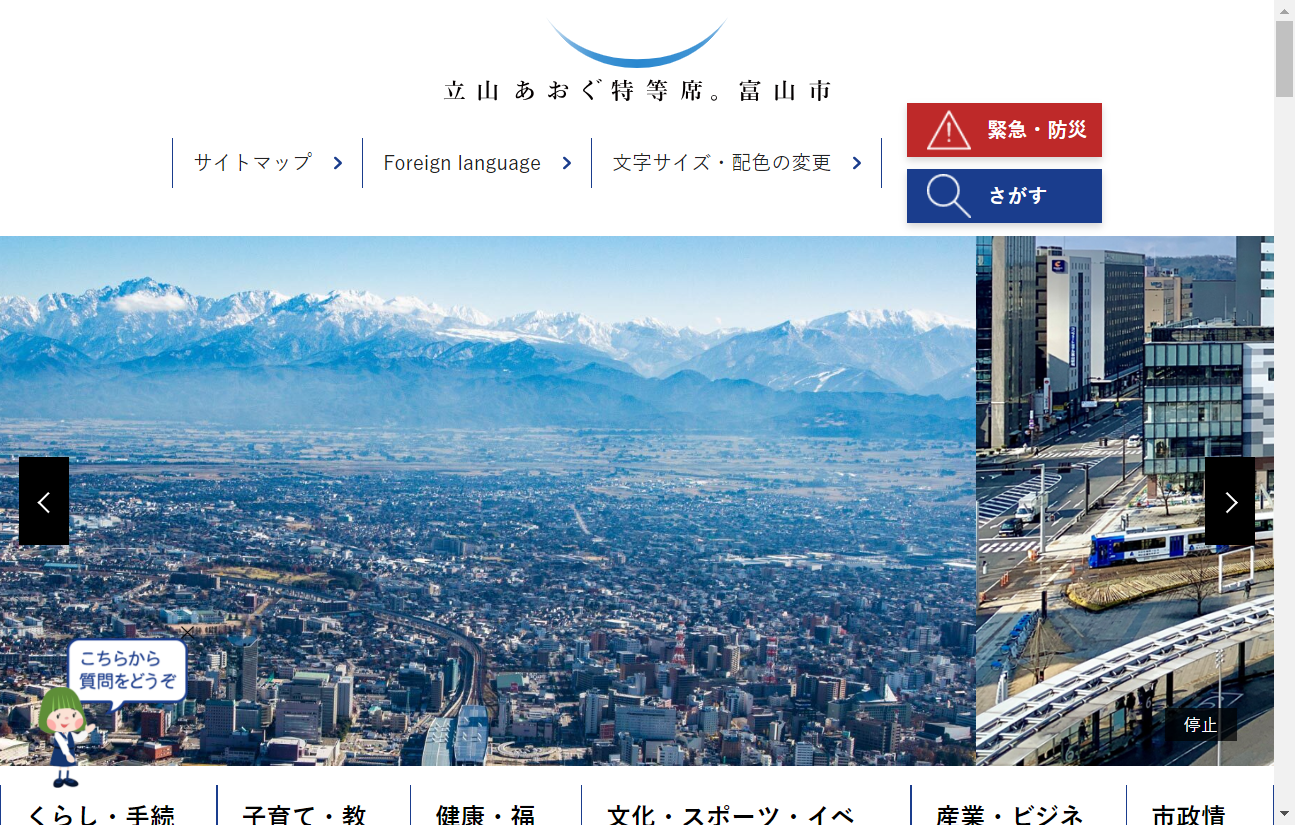 立山あおぐ特等席。富山市
緊急・防災
サイトマップ
Foreign language
文字サイズ・配色の変更
さがす
こちらから
質問をどうぞ
停止
くらし・手続
子育て・教
健康・福
文化・スポーツ・イベ
産業・ビジネ
市政情